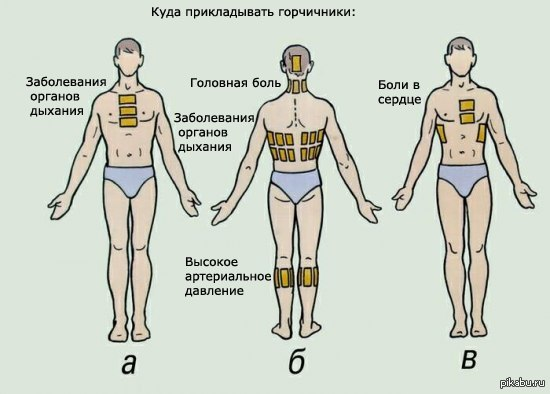 Куда прикладывать горчичники:
Заболевания
органов
дыхания
Головная боль
Заболевания
органов
дыхания
Высокое
артериальное
давление
Боли в
сердце
а
б
в
pikabu.ru